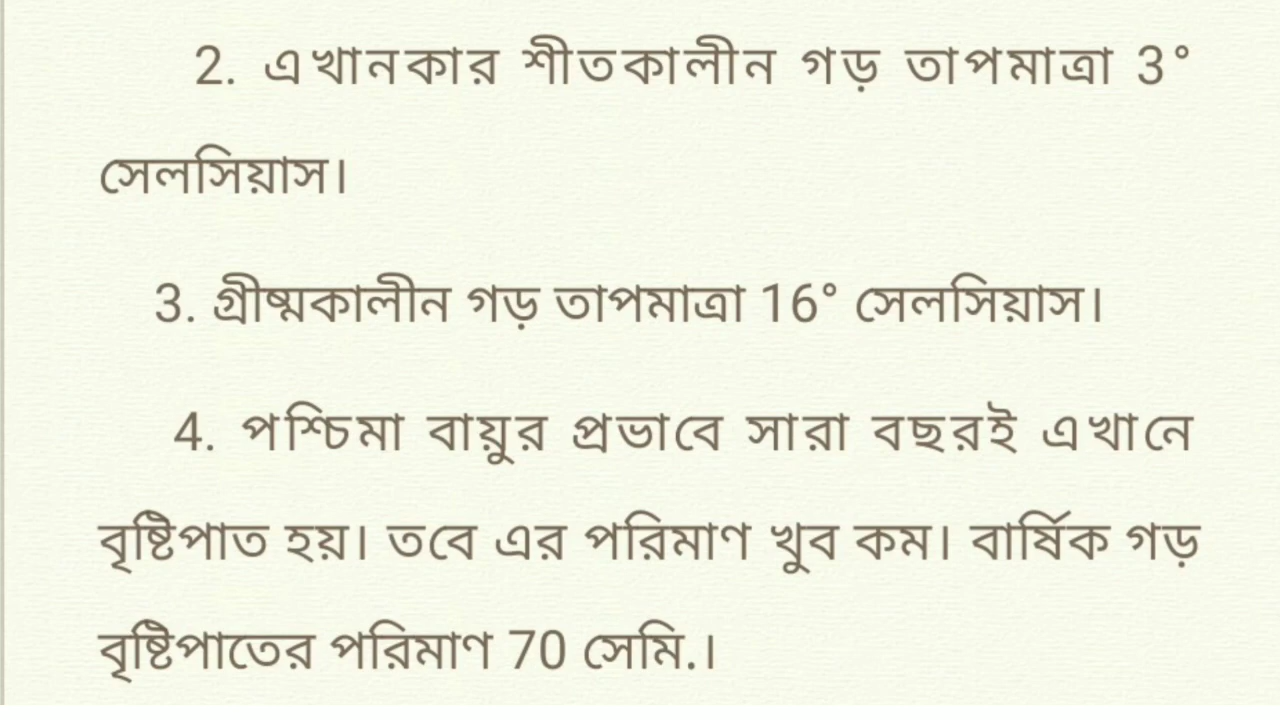 2. এখানকার শীতকালীন গড় তাপমাত্রা 3°
সেলসিয়াস।
3. গ্রীষ্মকালীন গড় তাপমাত্রা 16° সেলসিয়াস।
4. পশ্চিমা বায়ুর প্রভাবে সারা বছরই এখানে
বৃষ্টিপাত হয়। তবে এর পরিমাণ খুব কম। বার্ষিক গড়
বৃষ্টিপাতের পরিমাণ 70 সেমি.।